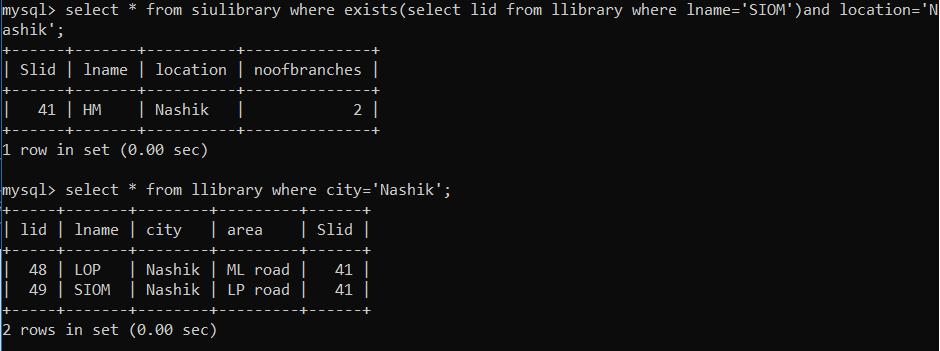 mysql> select * from siulibrary where exists(select lid from llibrary where lname='SIOM')and location='N
ashik';
+------+-------+----------+--------------+
| Slid | lname | location | noofbranches |
+------+-------+----------+--------------+
|   41 | HM    | Nashik   |            2 |
+------+-------+----------+--------------+
1 row in set (0.00 sec)

mysql> select * from llibrary where city='Nashik';
+-----+-------+--------+---------+------+
| lid | lname | city   | area    | Slid |
+-----+-------+--------+---------+------+
|  48 | LOP   | Nashik | ML road |   41 |
|  49 | SIOM  | Nashik | LP road |   41 |
+-----+-------+--------+---------+------+
2 rows in set (0.00 sec)